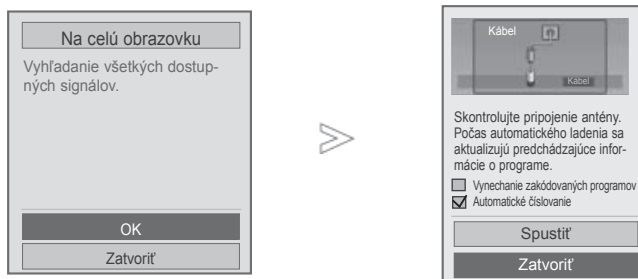 Na celú obrazovku
Vyhľadanie všetkých dostup-
ných signálov.
OK
Zatvoriť
Kábel
Kábel
Skontrolujte pripojenie antény.
Počas automatického ladenia sa
aktualizujú predchádzajúce infor-
mácie o programe.
Vynechanie zakódovaných programov
Automatické číslovanie
Spustiť
Zatvoriť